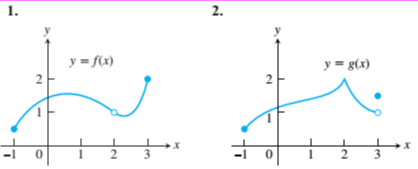 1.
y
y = f(x)
2
1
–1 0 1 2 3 x
2.
y
y = g(x)
2
1
–1 0 1 2 3 x